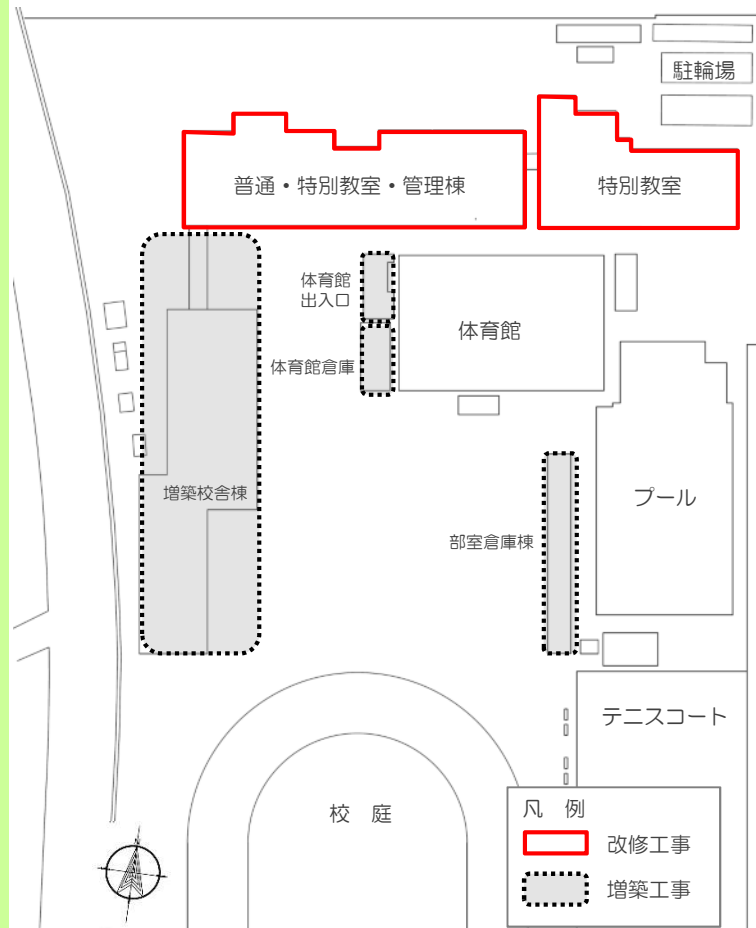 駐輪場
普通・特別教室・管理棟
特別教室
体育館
出入口
体育館
体育館倉庫
増築校舎棟
プール
部室倉庫棟
テニスコート
校 庭
凡 例
改修工事
増築工事